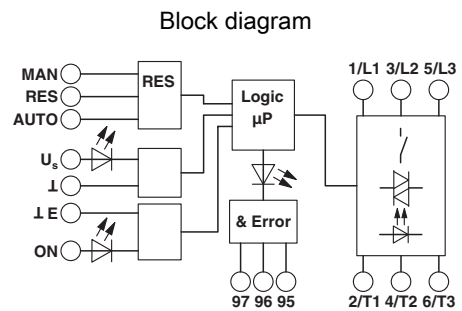 Block diagram
MAN
RES
AUTO
RES
Logic
µP
1/L1 3/L2 5/L3
Us
⊥
⊥ E
ON
& Error
97 96 95
2/T1 4/T2 6/T3